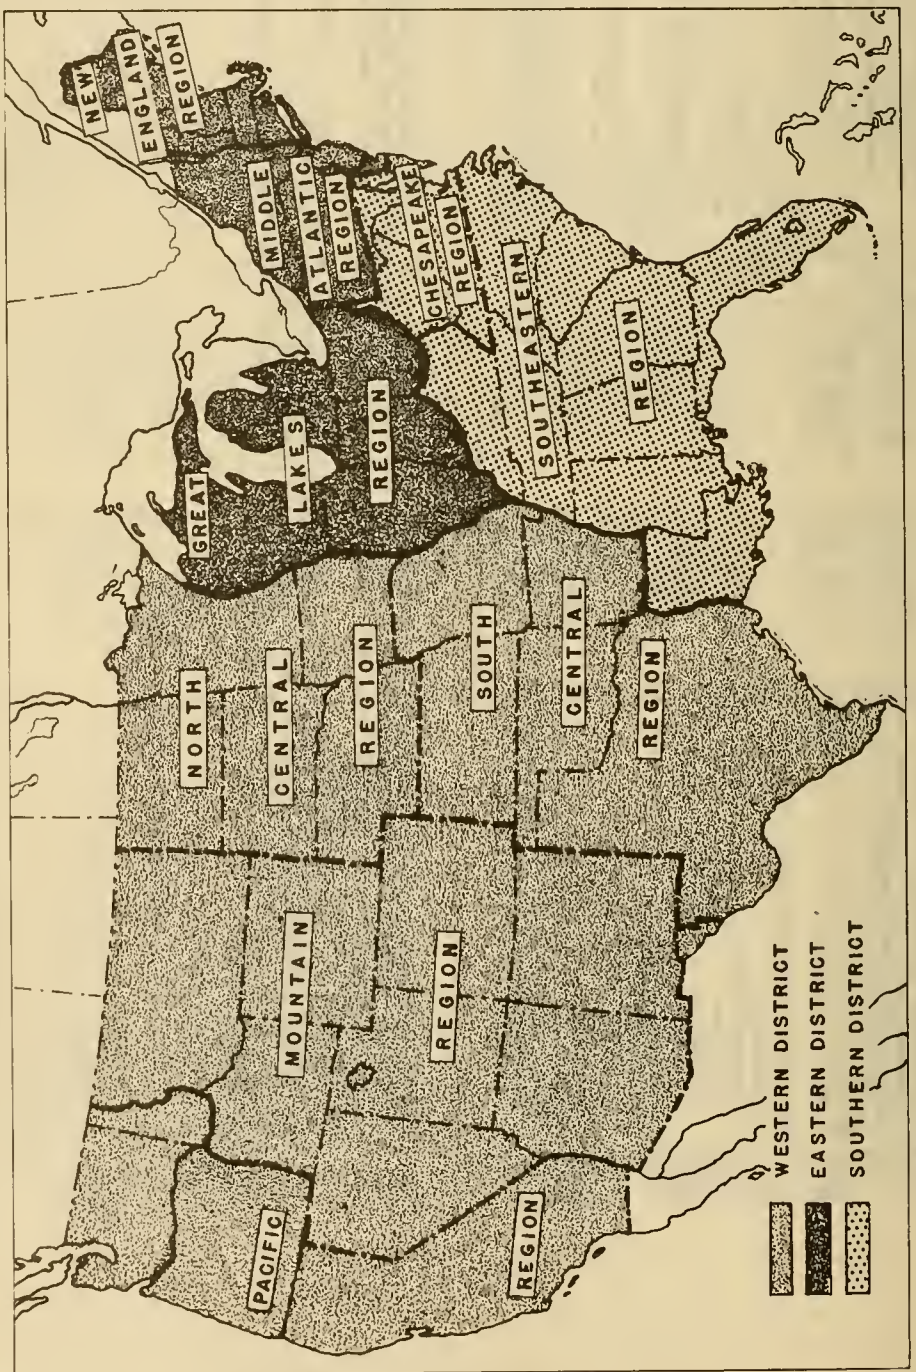 NEW
ENGLAND
REGION
MIDDLE
ATLANTIC
REGION
CHESAPEAKE
REGION
SOUTHEASTERN
REGION
GREAT
LAKES
REGION
NORTH
CENTRAL
REGION
SOUTH
CENTRAL
REGION
MOUNTAIN
REGION
PACIFIC
REGION
WESTERN DISTRICT
EASTERN DISTRICT
SOUTHERN DISTRICT